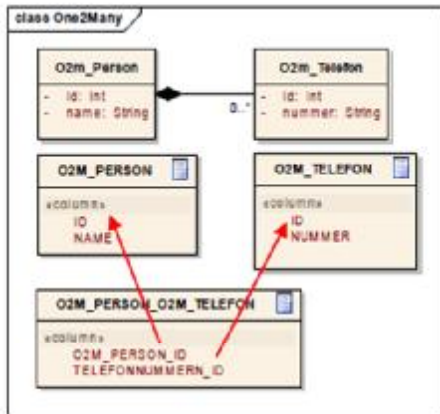 class One2Many
O2m_Person
- id: int
- name: String
0..*
O2m_Telefon
- id: int
- nummer: String
O2M_PERSON
«column»
ID
NAME
O2M_TELEFON
«column»
ID
NUMMER
O2M_PERSON_O2M_TELEFON
«column»
O2M_PERSON_ID
TELEFONNUMMERN_ID